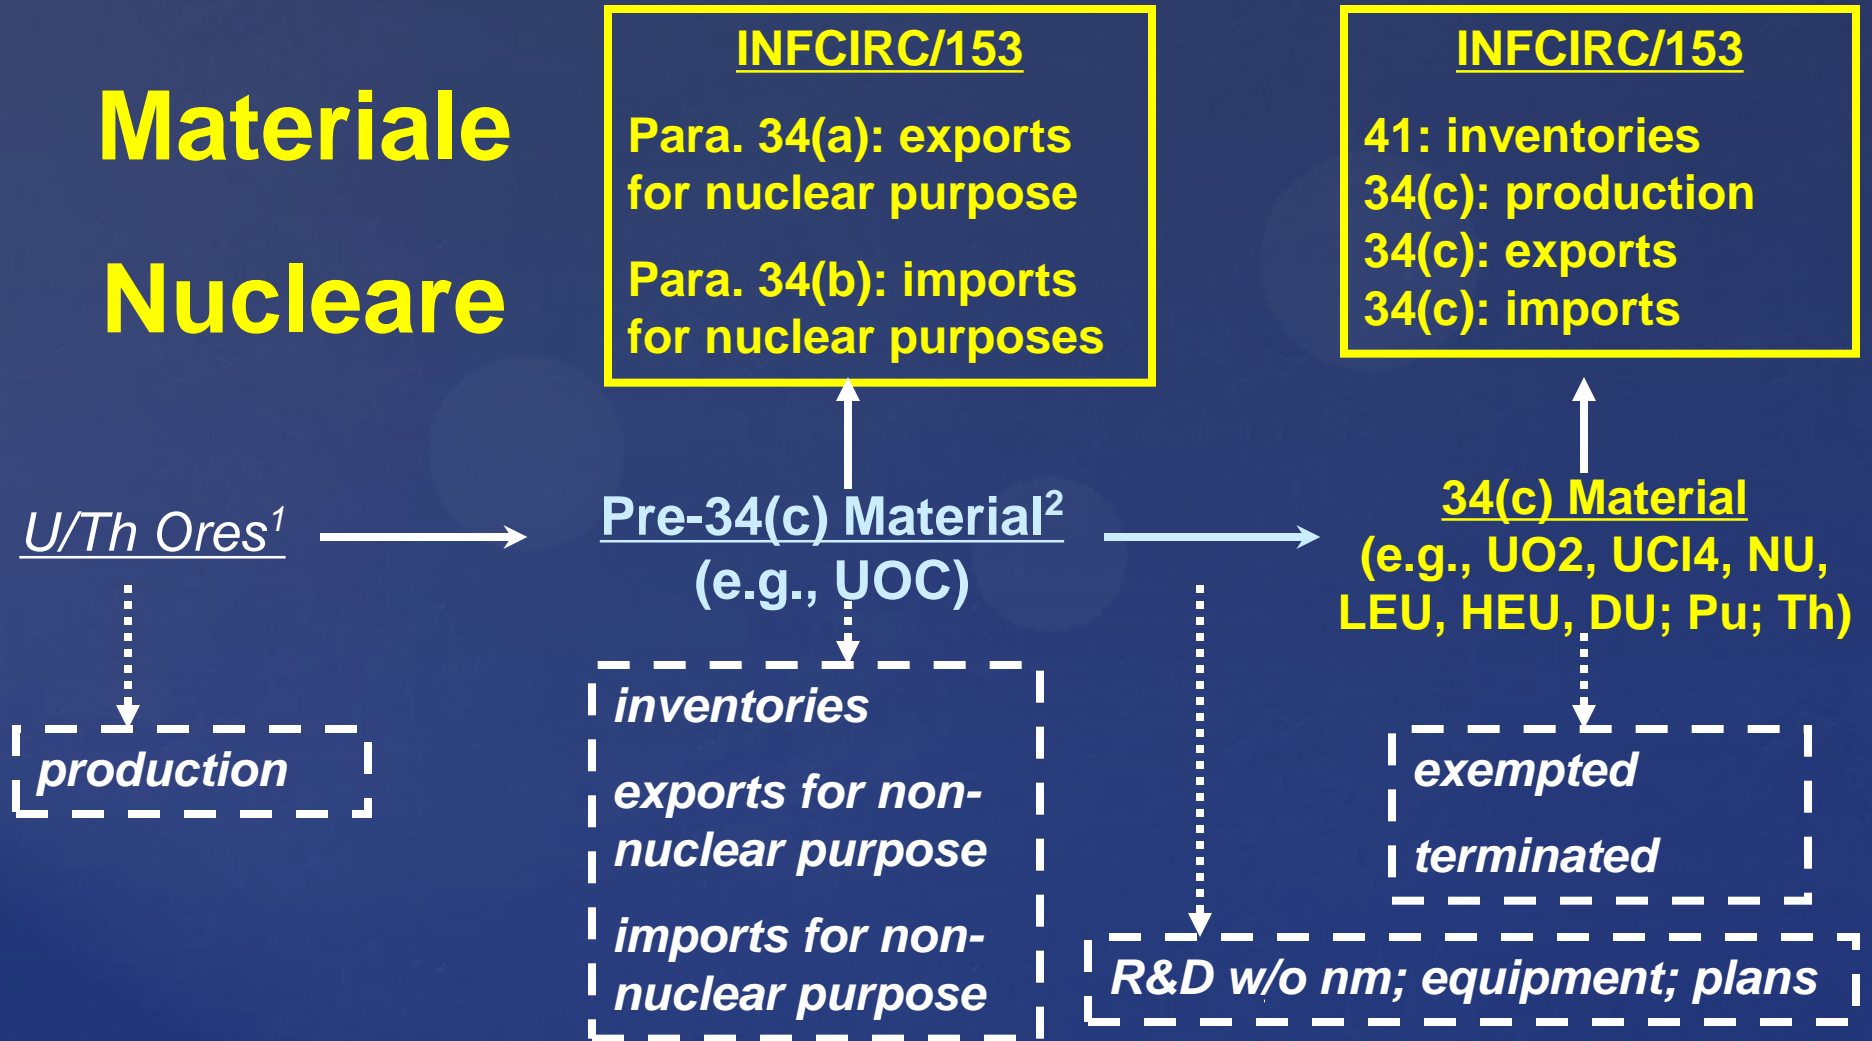 Materiale
Nucleare
INFCIRC/153
Para. 34(a): exports
for nuclear purpose
Para. 34(b): imports
for nuclear purposes
INFCIRC/153
41: inventories
34(c): production
34(c): exports
34(c): imports
U/Th Ores¹
Pre-34(c) Material²
(e.g., UOC)
34(c) Material
(e.g., UO2, UCl4, NU,
LEU, HEU, DU; Pu; Th)
production
inventories
exports for non-
nuclear purpose
imports for non-
nuclear purpose
exempted
terminated
R&D w/o nm; equipment; plans